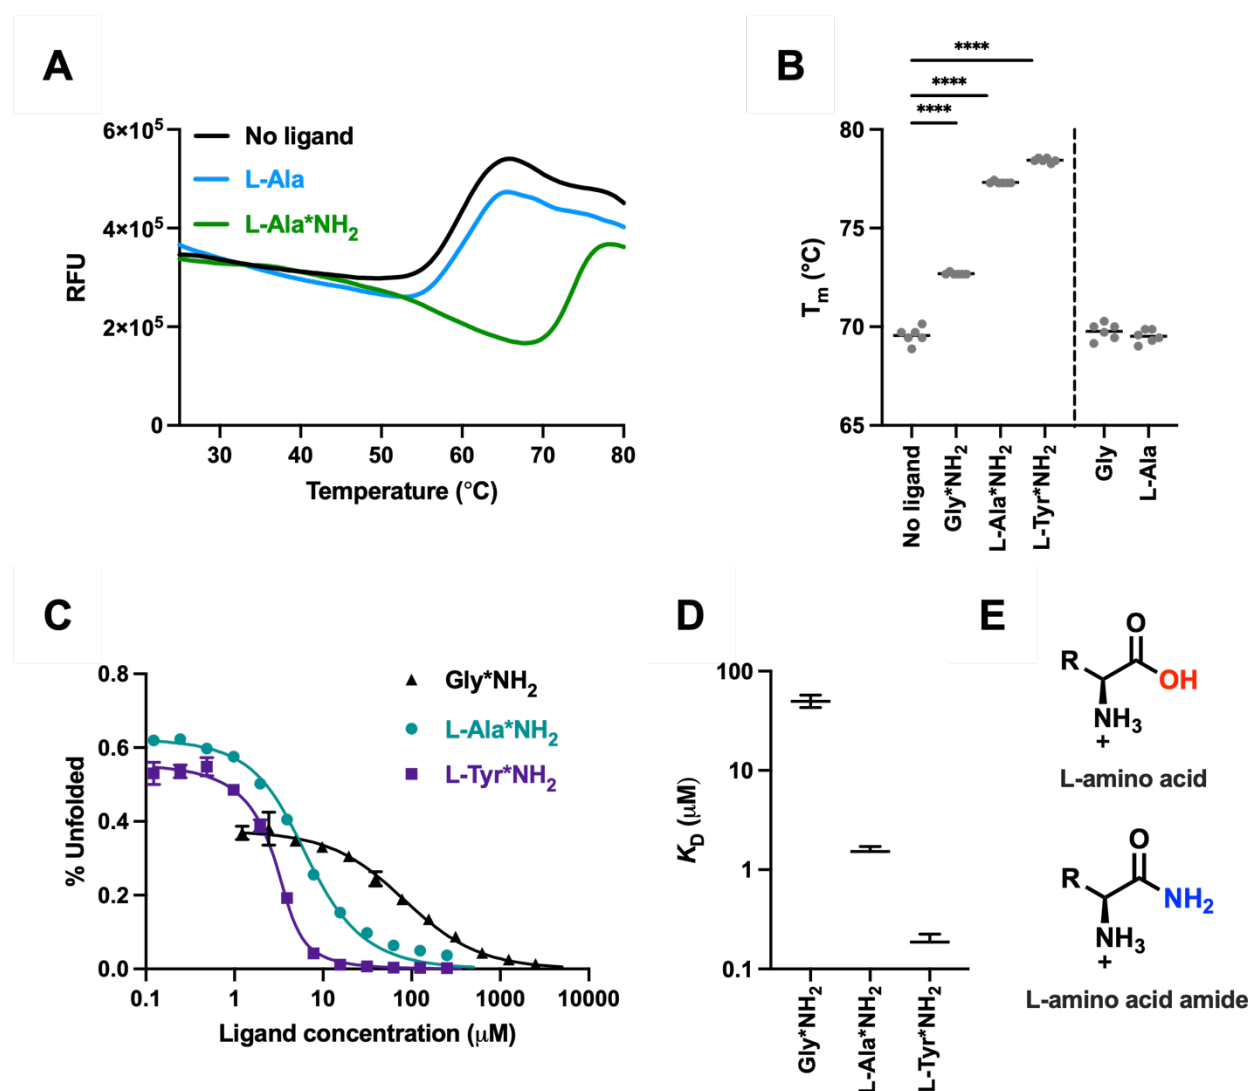 A
6×10⁵
4×10⁵
2×10⁵
0
RFU
No ligand
L-Ala
L-Ala*NH₂
30 40 50 60 70 80
Temperature (°C)
B
****
****
****
80
75
70
65
Tₘ (°C)
No ligand
Gly*NH₂
L-Ala*NH₂
L-Tyr*NH₂
Gly
L-Ala
C
0.8
0.6
0.4
0.2
0.0
% Unfolded
Gly*NH₂
L-Ala*NH₂
L-Tyr*NH₂
0.1 1 10 100 1000 10000
Ligand concentration (μM)
D
100
10
1
0.1
K_D (μM)
Gly*NH₂
L-Ala*NH₂
L-Tyr*NH₂
E
O
R
OH
NH₃
+
L-amino acid
O
R
NH₂
NH₃
+
L-amino acid amide